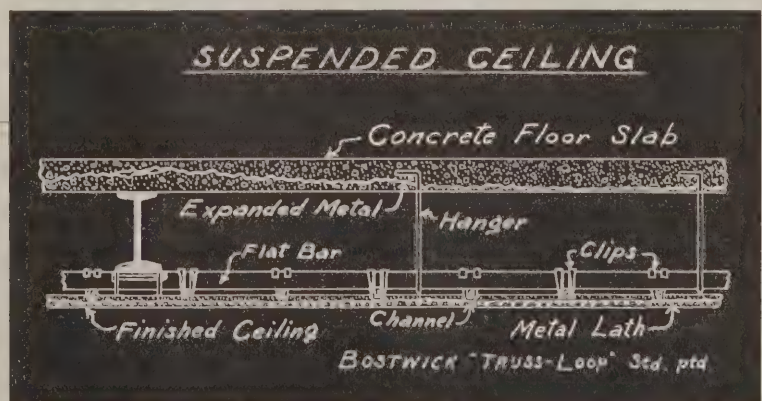 SUSPENDED CEILING
Concrete Floor Slab
Expanded Metal
Hanger
Flat Bar
Clips
Finished Ceiling
Channel
Metal Lath
BOSTWICK "TRUSS-LOOP" Std. ptd.